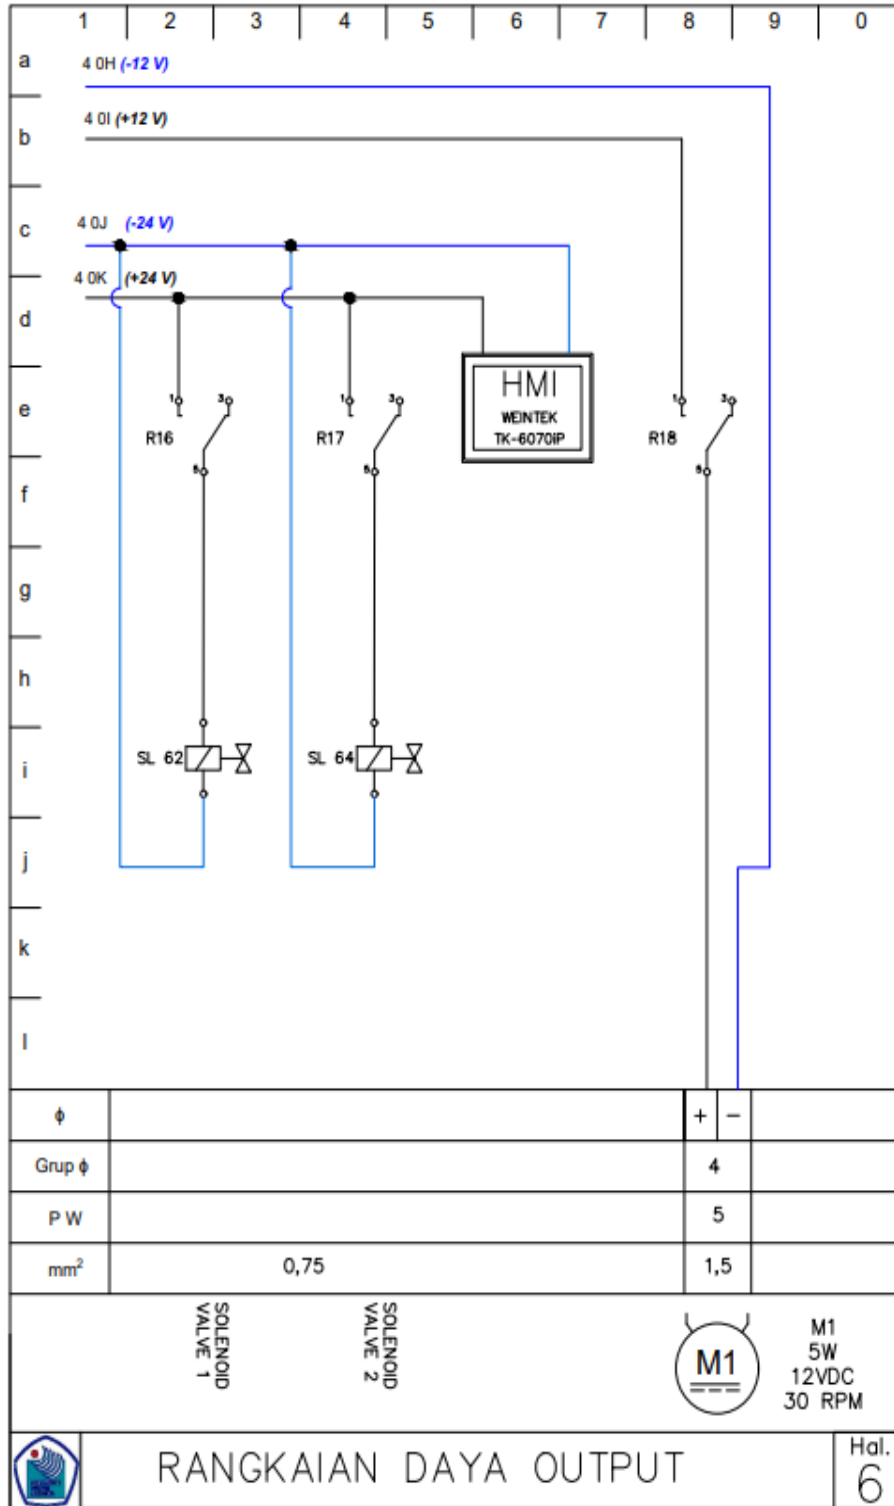 1 2 3 4 5 6 7 8 9 0
a
4 0H (-12 V)
4 0I (+12 V)
b
4 0J (-24 V)
c
4 0K (+24 V)
d
HMI
WEINTEK
TK-6070iP
e
1 3
R16
5
1 3
R17
5
1 3
R18
5
f
g
h
SL 62
SL 64
i
j
k
l
ϕ + −
Grup ϕ 4
P W 5
mm² 0,75 1,5
SOLENOID
VALVE 1
SOLENOID
VALVE 2
M1
M1
5W
12VDC
30 RPM
RANGKAIAN DAYA OUTPUT
Hal.
6